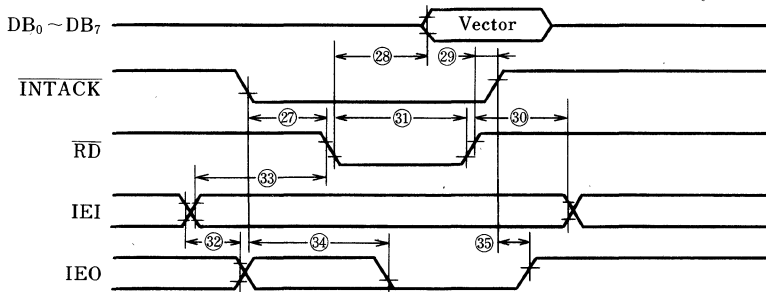 DB₀~DB₇ Vector
㉘ ㉙
INTACK
㉗ ㉛ ㉚
RD
㉝
IEI
㉜ ㉞ ㉟
IEO